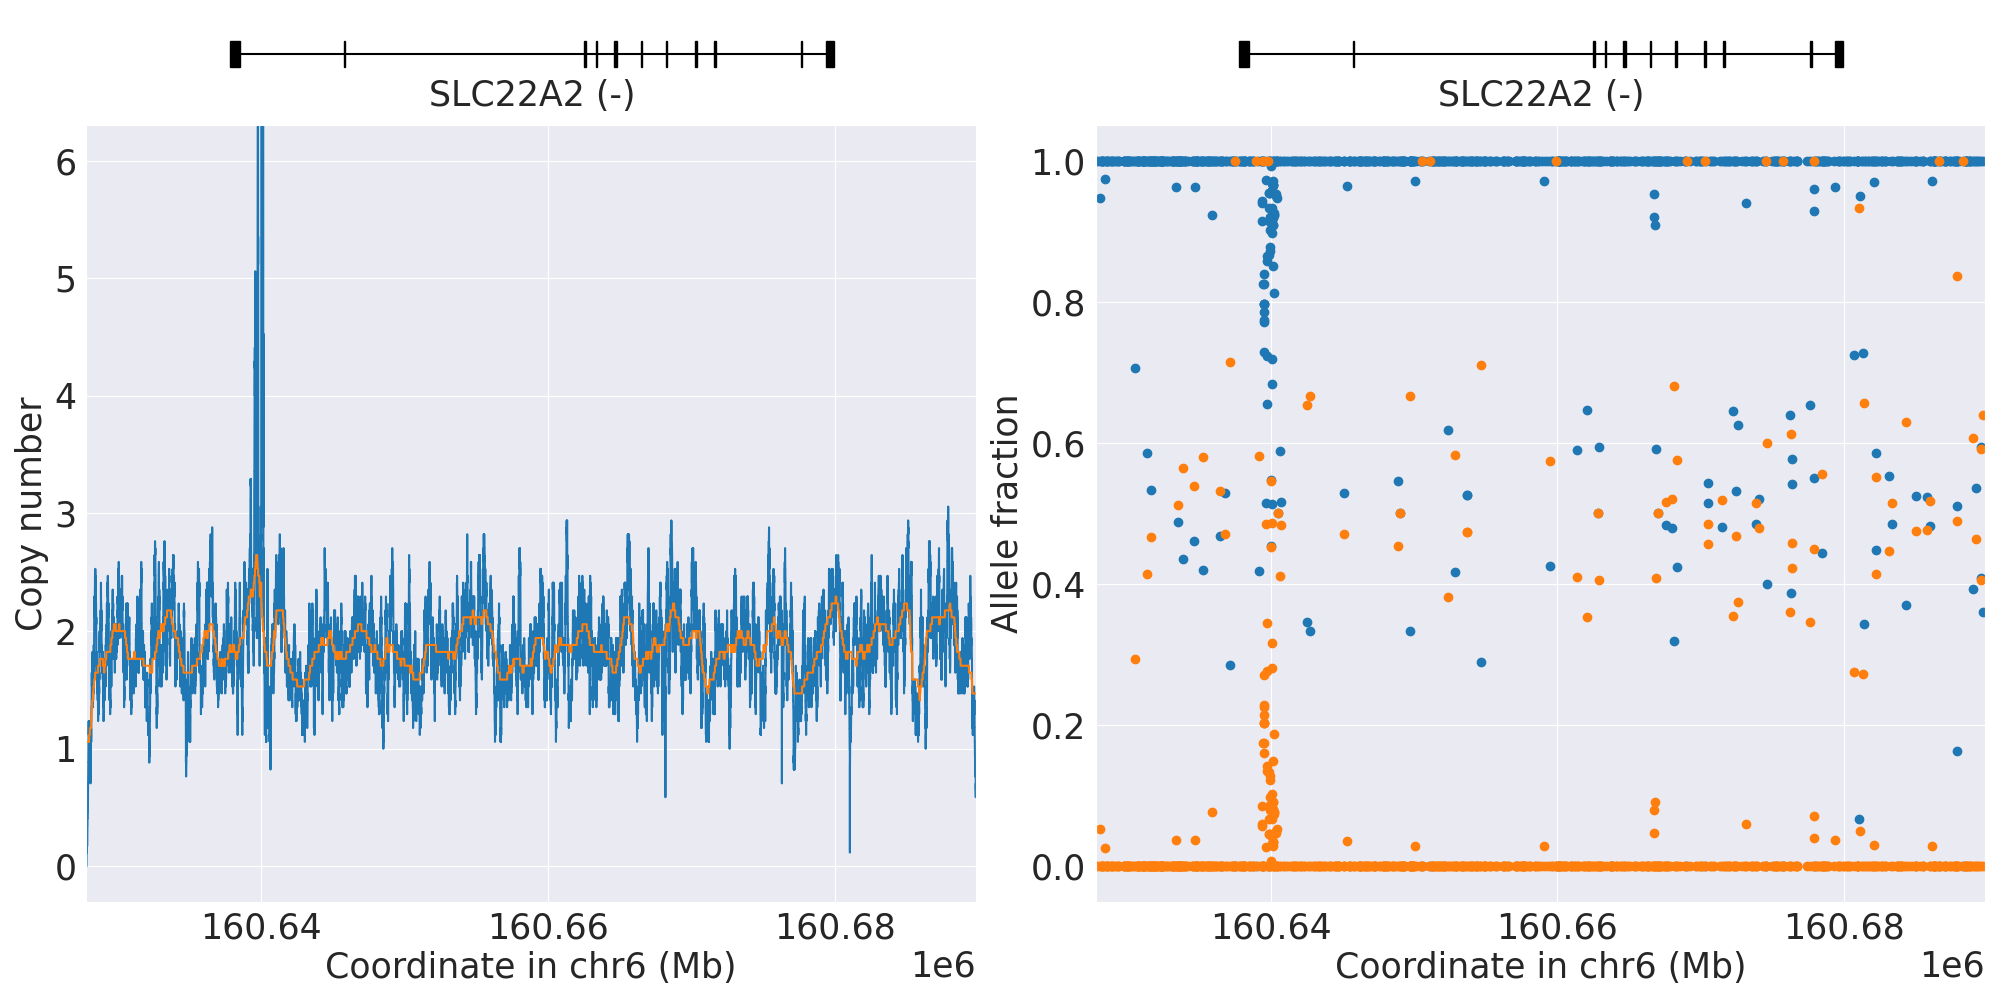 SLC22A2 (-)
6
5
4
3
2
1
0
Copy number
160.64
160.66
160.68
Coordinate in chr6 (Mb)
1e6
SLC22A2 (-)
1.0
0.8
0.6
0.4
0.2
0.0
Allele fraction
160.64
160.66
160.68
Coordinate in chr6 (Mb)
1e6